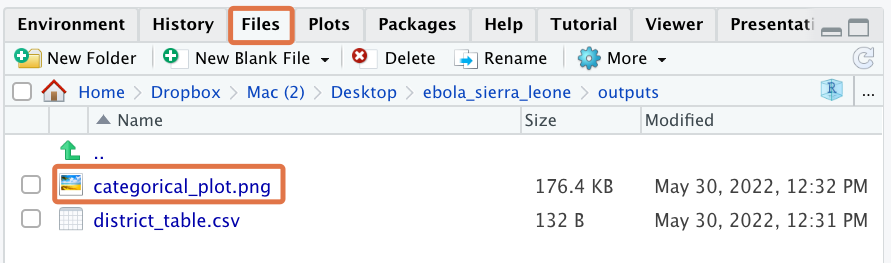 Environment History Files Plots Packages Help Tutorial Viewer Presentati
New Folder New Blank File Delete Rename More
Home Dropbox Mac (2) Desktop ebola_sierra_leone outputs R ...
Name Size Modified
..
categorical_plot.png 176.4 KB May 30, 2022, 12:32 PM
district_table.csv 132 B May 30, 2022, 12:31 PM